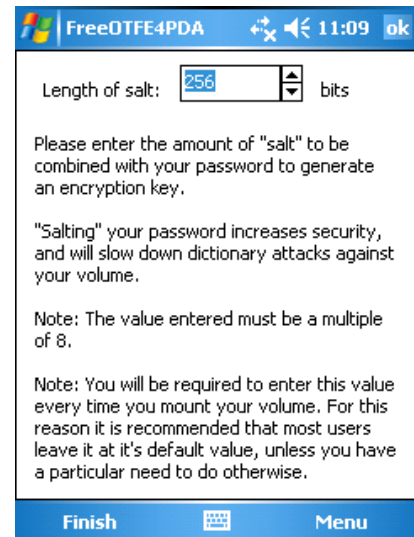 FreeOTFE4PDA 11:09 ok
Length of salt: 256 bits
Please enter the amount of "salt" to be
combined with your password to generate
an encryption key.
"Salting" your password increases security,
and will slow down dictionary attacks against
your volume.
Note: The value entered must be a multiple
of 8.
Note: You will be required to enter this value
every time you mount your volume. For this
reason it is recommended that most users
leave it at it's default value, unless you have
a particular need to do otherwise.
Finish Menu